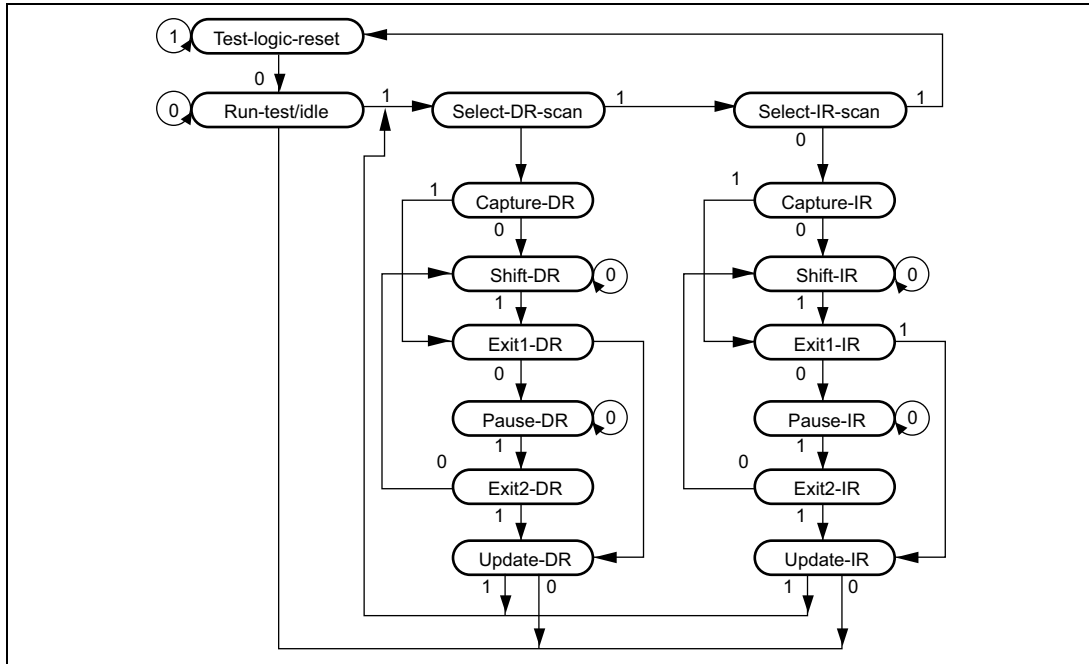 1 Test-logic-reset
0
0 Run-test/idle 1 Select-DR-scan 1 Select-IR-scan 1
0
1 Capture-DR 1 Capture-IR
0 0
Shift-DR 0 Shift-IR 0
1 1
Exit1-DR Exit1-IR 1
0 0
Pause-DR 0 Pause-IR 0
1 1
0 0
Exit2-DR Exit2-IR
1 1
Update-DR Update-IR
1 0 1 0